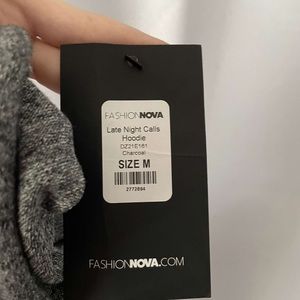 FASHIONNOVA
Late Night Calls
Hoodie
DZ21E161
Charcoal
SIZE M
2772894
FASHIONNOVA.COM